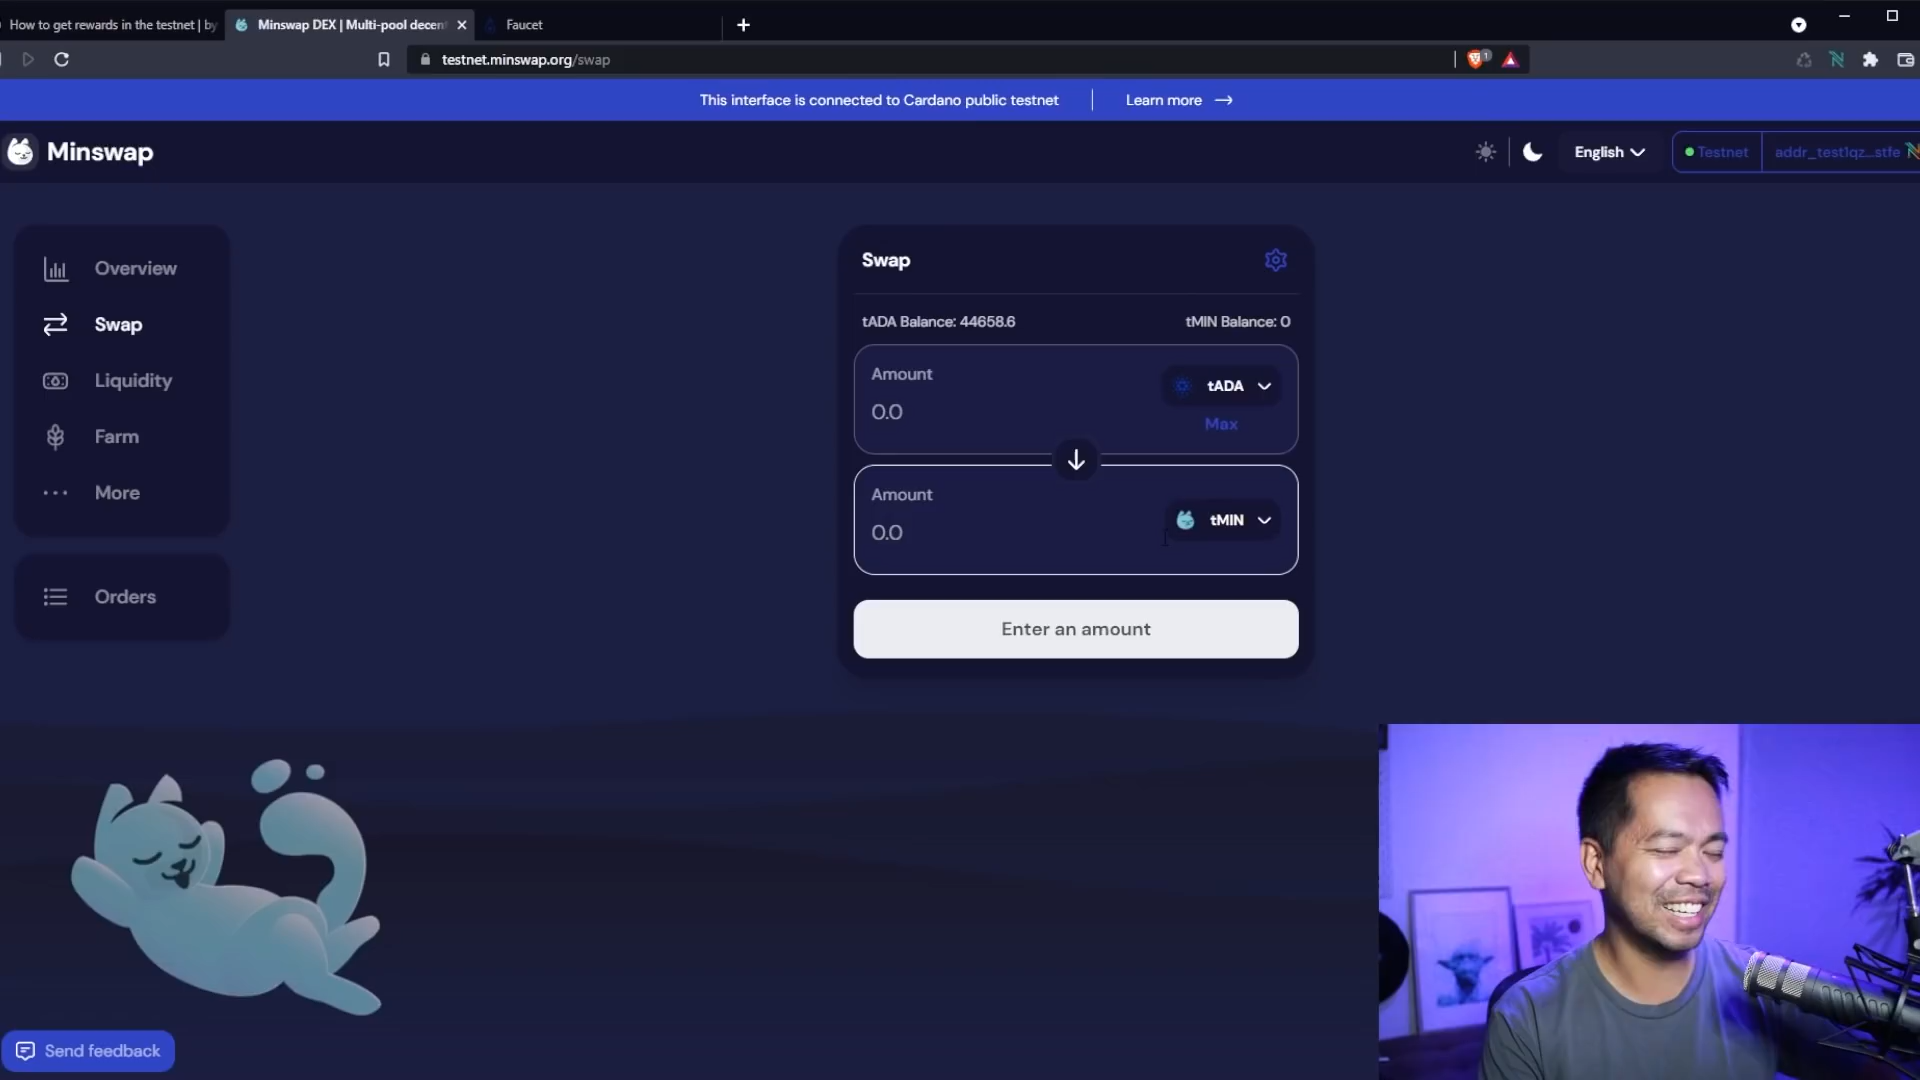 How to get rewards in the testnet | by
Minswap DEX | Multi-pool decen
Faucet
testnet.minswap.org/swap
1
This interface is connected to Cardano public testnet
Learn more
Minswap
English
Testnet
addr_test1qz...stfe
Overview
Swap
Liquidity
Farm
More
Orders
Swap
tADA Balance: 44658.6
tMIN Balance: 0
Amount
0.0
tADA
Max
Amount
0.0
tMIN
Enter an amount
Send feedback